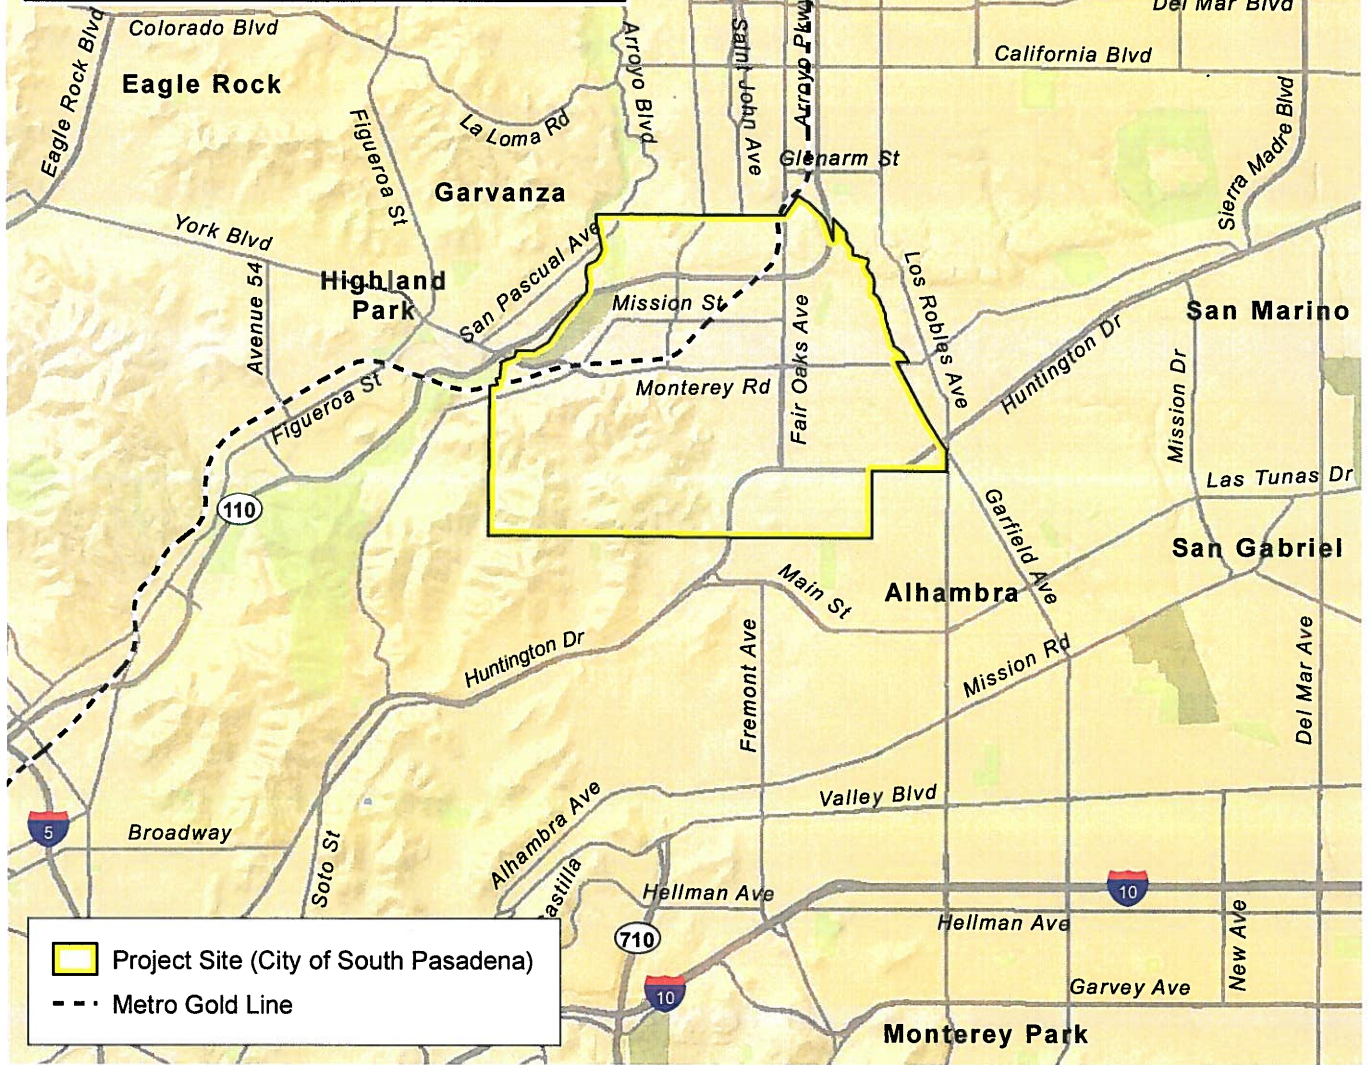 Del Mar Blvd
Colorado Blvd
California Blvd
Eagle Rock
Eagle Rock Blvd
Arroyo Blvd
Saint John Ave
Arroyo Pkwy
Sierra Madre Blvd
La Loma Rd
Figueroa St
Glenarm St
Garvanza
York Blvd
San Pascual Ave
Highland
Park
Avenue 54
Mission St
Los Robles Ave
San Marino
Fair Oaks Ave
Huntington Dr
Mission Dr
Monterey Rd
Figueroa St
Las Tunas Dr
110
Garfield Ave
San Gabriel
Main St
Alhambra
Huntington Dr
Fremont Ave
Mission Rd
Del Mar Ave
Alhambra Ave
Valley Blvd
5
Broadway
Soto St
astilla
Hellman Ave
10
Hellman Ave
New Ave
710
10
Garvey Ave
Monterey Park
Project Site (City of South Pasadena)
Metro Gold Line